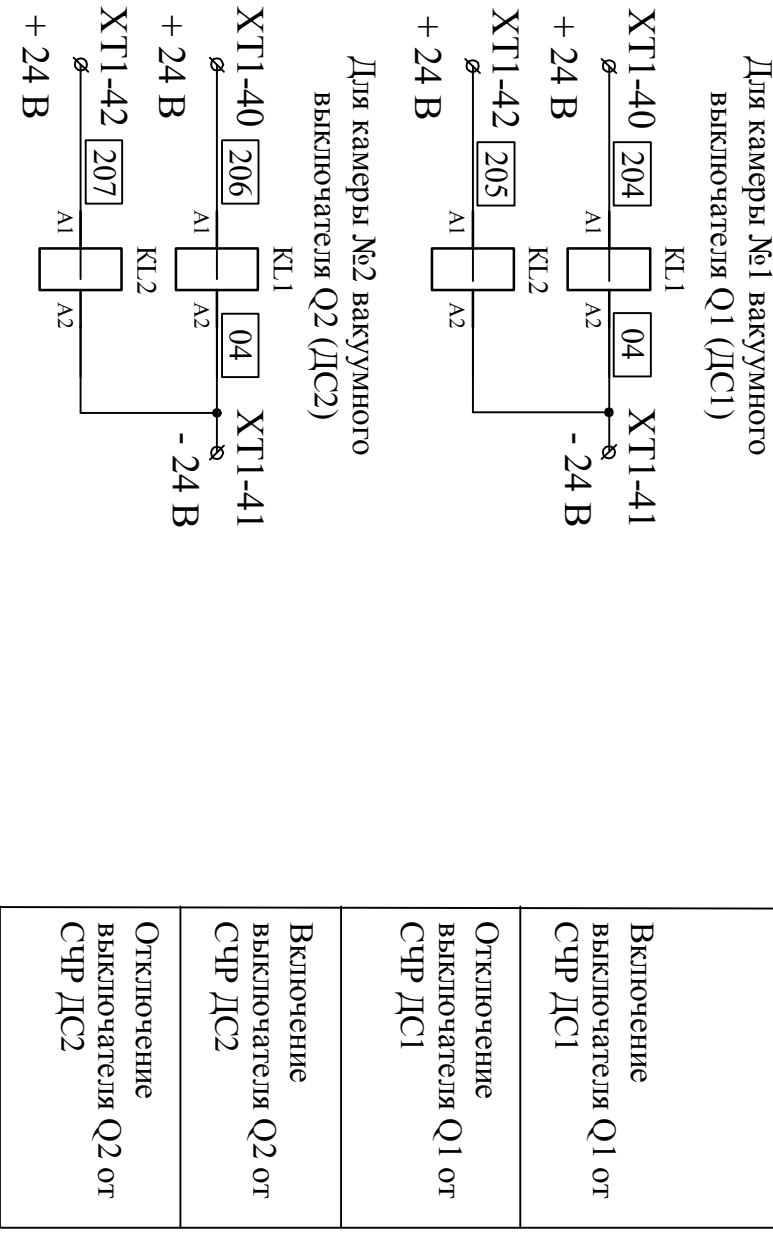 Для камеры №1 вакуумного
выключателя Q1 (ДС1)
XT1-40
204
KL1
XT1-41
+ 24 В
A1
A2
04
- 24 В
XT1-42
205
KL2
+ 24 В
A1
A2
Для камеры №2 вакуумного
выключателя Q2 (ДС2)
XT1-40
206
KL1
XT1-41
+ 24 В
A1
A2
04
- 24 В
XT1-42
207
KL2
+ 24 В
A1
A2
Включение
выключателя Q1 от
СЧР ДС1
Отключение
выключателя Q1 от
СЧР ДС1
Включение
выключателя Q2 от
СЧР ДС2
Отключение
выключателя Q2 от
СЧР ДС2